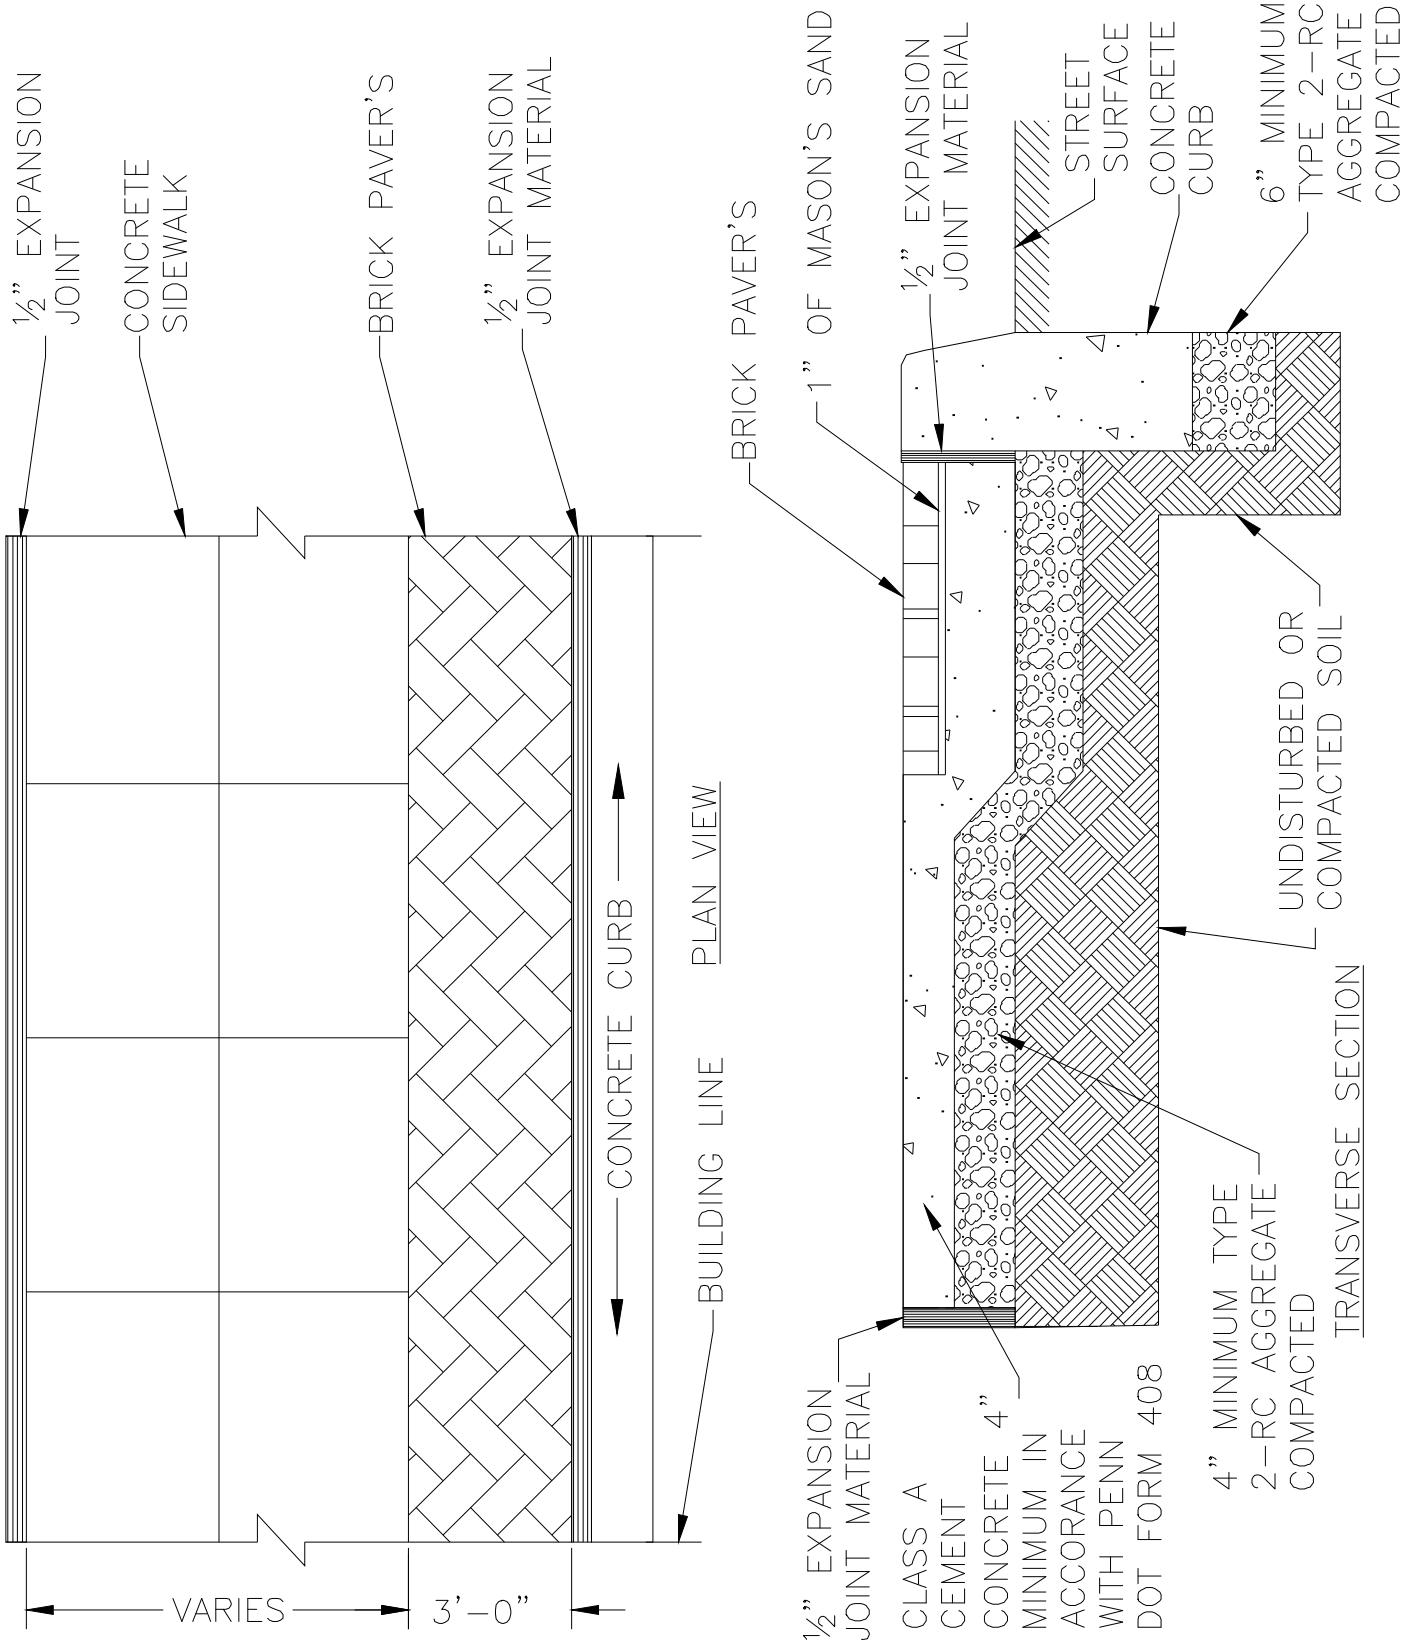 ½" EXPANSION
JOINT
CONCRETE
SIDEWALK
BRICK PAVER'S
½" EXPANSION
JOINT MATERIAL
VARIES
3'-0"
CONCRETE CURB
BUILDING LINE
PLAN VIEW
BRICK PAVER'S
1" OF MASON'S SAND
½" EXPANSION
JOINT MATERIAL
STREET
SURFACE
CONCRETE
CURB
6" MINIMUM
TYPE 2-RC
AGGREGATE
COMPACTED
½" EXPANSION
JOINT MATERIAL
CLASS A
CEMENT
CONCRETE 4"
MINIMUM IN
ACCORANCE
WITH PENN
DOT FORM 408
4" MINIMUM TYPE
2-RC AGGREGATE
COMPACTED
UNDISTURBED OR
COMPACTED SOIL
TRANSVERSE SECTION